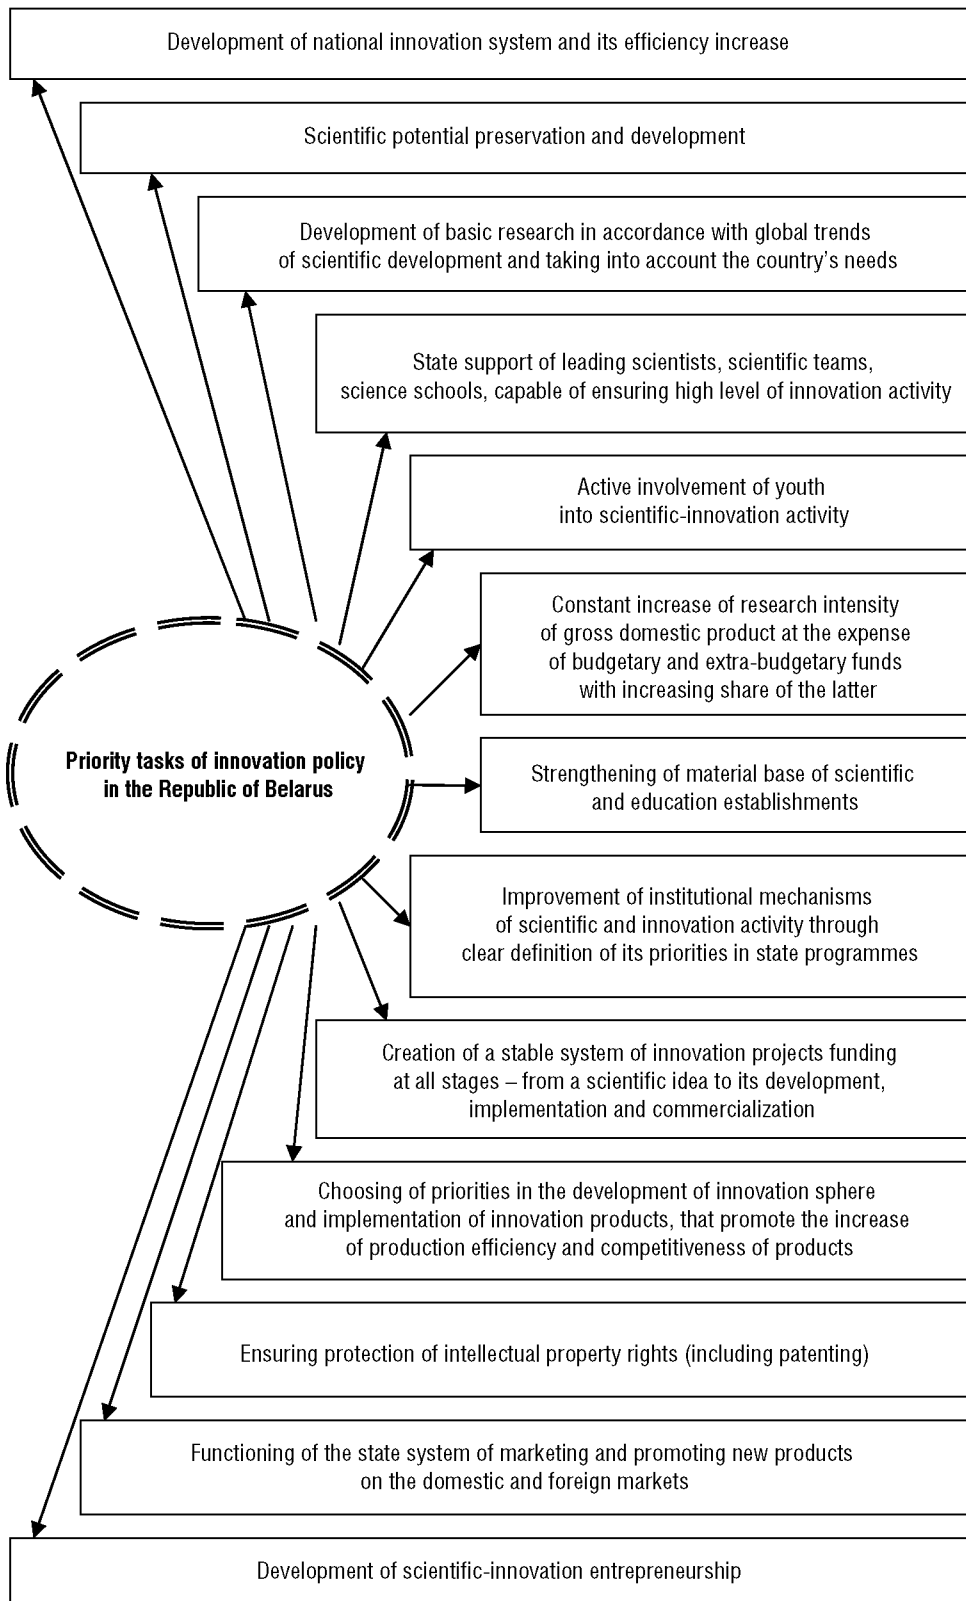 Development of national innovation system and its efficiency increase
Scientific potential preservation and development
Development of basic research in accordance with global trends
of scientific development and taking into account the country's needs
State support of leading scientists, scientific teams,
science schools, capable of ensuring high level of innovation activity
Active involvement of youth
into scientific-innovation activity
Constant increase of research intensity
of gross domestic product at the expense
of budgetary and extra-budgetary funds
with increasing share of the latter
Priority tasks of innovation policy
in the Republic of Belarus
Strengthening of material base of scientific
and education establishments
Improvement of institutional mechanisms
of scientific and innovation activity through
clear definition of its priorities in state programmes
Creation of a stable system of innovation projects funding
at all stages – from a scientific idea to its development,
implementation and commercialization
Choosing of priorities in the development of innovation sphere
and implementation of innovation products, that promote the increase
of production efficiency and competitiveness of products
Ensuring protection of intellectual property rights (including patenting)
Functioning of the state system of marketing and promoting new products
on the domestic and foreign markets
Development of scientific-innovation entrepreneurship